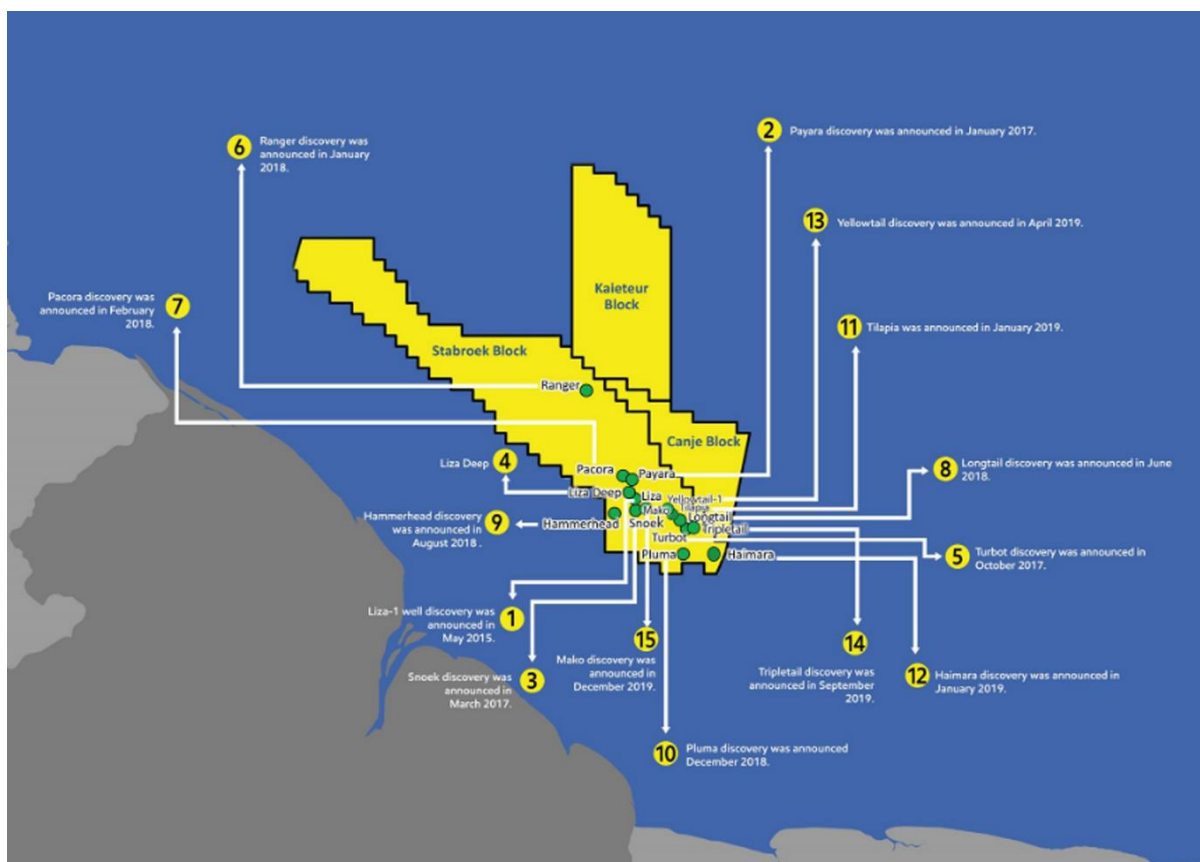 2
Payara discovery was announced in January 2017.
6
Ranger discovery was
announced in January
2018.
13
Yellowtail discovery was announced in April 2019.
Kaieteur
Block
7
Pacora discovery was
announced in February
2018.
11
Tilapia was announced in January 2019.
Stabroek Block
Ranger
Canje Block
Liza Deep
4
Pacora
Payara
8
Longtail discovery was announced in June
2018.
Liza Deep
Liza
Yellowtail-1
Tilapia
Mako
Longtail
9
Hammerhead discovery
was announced in
August 2018 .
Hammerhead
Snoek
Tripletail
Turbot
Pluma
Haimara
5
Turbot discovery was announced in
October 2017.
1
Liza-1 well discovery was
announced in
May 2015.
15
Mako discovery was
announced in
December 2019.
14
Tripletail discovery was
announced in September
2019.
3
Snoek discovery was
announced in
March 2017.
12
Haimara discovery was announced in
January 2019.
10
Pluma discovery was announced
December 2018.